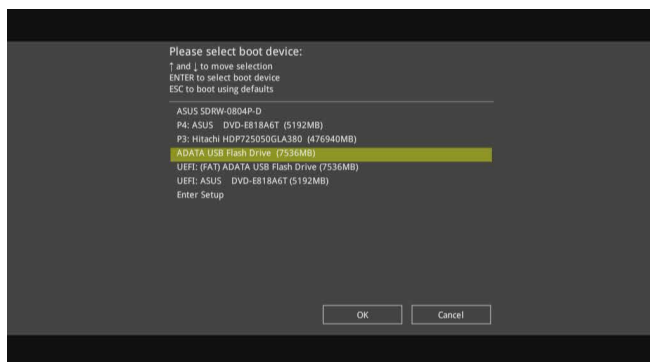 Please select boot device:
↑ and ↓ to move selection
ENTER to select boot device
ESC to boot using defaults
ASUS SDRW-0804P-D
P4: ASUS DVD-E818A6T (5192MB)
P3: Hitachi HDP725050GLA380 (476940MB)
ADATA USB Flash Drive (7536MB)
UEFI: (FAT) ADATA USB Flash Drive (7536MB)
UEFI: ASUS DVD-E818A6T (5192MB)
Enter Setup
OK Cancel